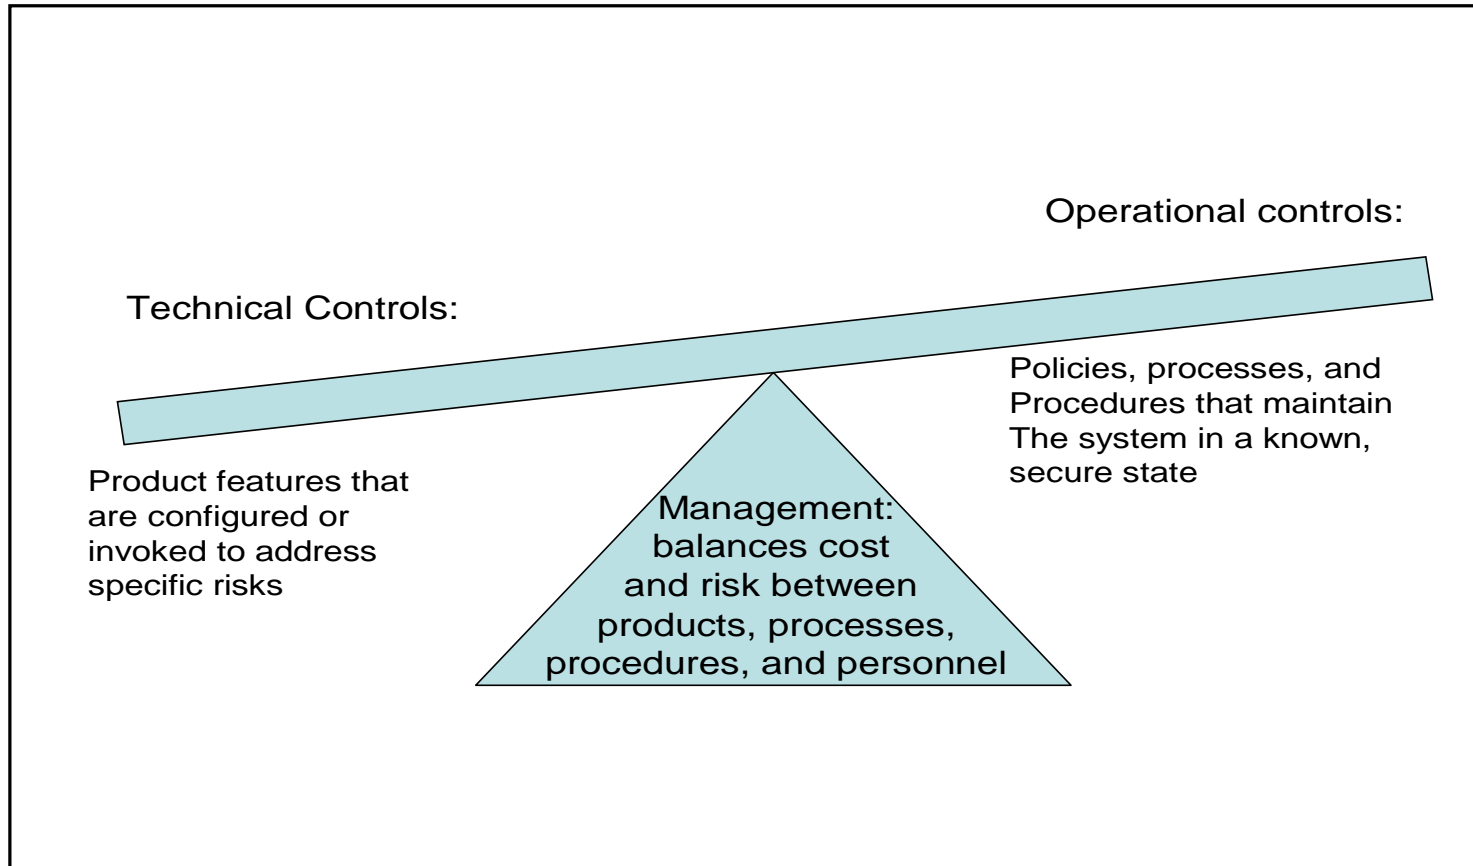 Operational controls:
Technical Controls:
Policies, processes, and
Procedures that maintain
The system in a known,
secure state
Product features that
are configured or
invoked to address
specific risks
Management:
balances cost
and risk between
products, processes,
procedures, and personnel